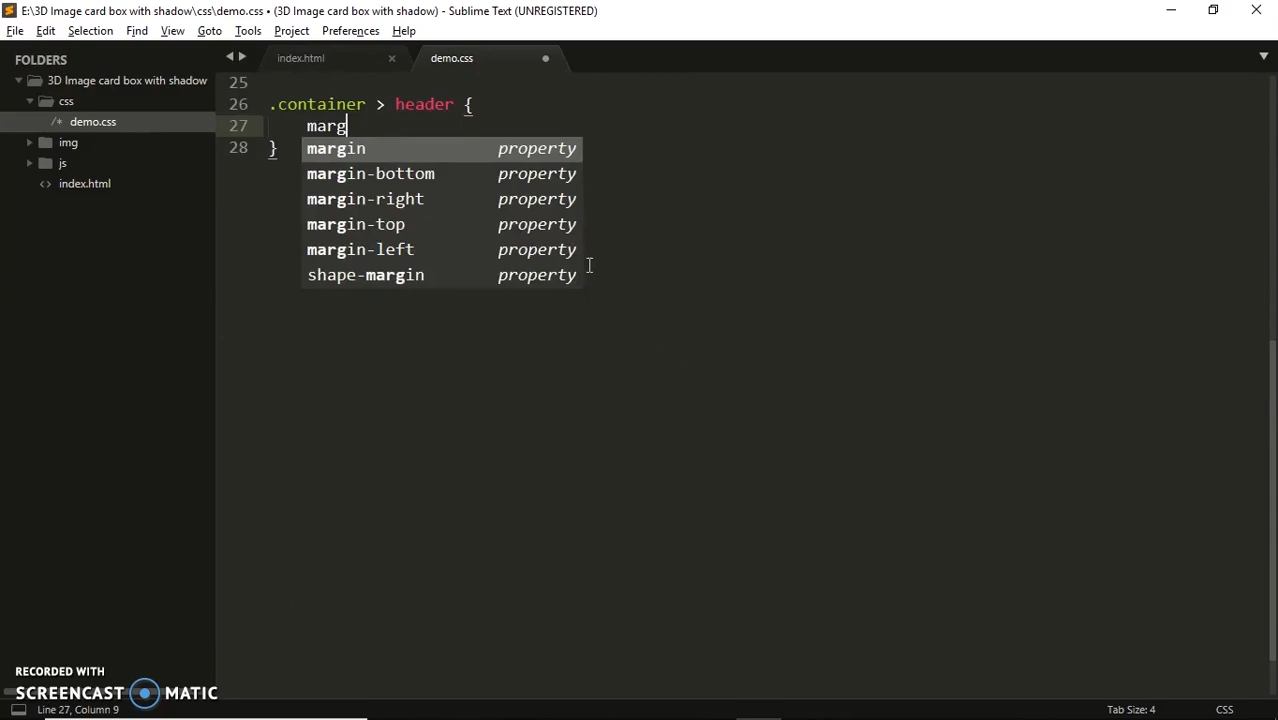 E:\3D Image card box with shadow\css\demo.css • (3D Image card box with shadow) - Sublime Text (UNREGISTERED)
File Edit Selection Find View Goto Tools Project Preferences Help
FOLDERS
3D Image card box with shadow
css
/* demo.css
img
js
<> index.html
index.html ×
demo.css
25
26 .container > header {
27 marg
28 }
margin property
margin-bottom property
margin-right property
margin-top property
margin-left property
shape-margin property
RECORDED WITH
SCREENCAST MATIC
Line 27, Column 9
Tab Size: 4
CSS